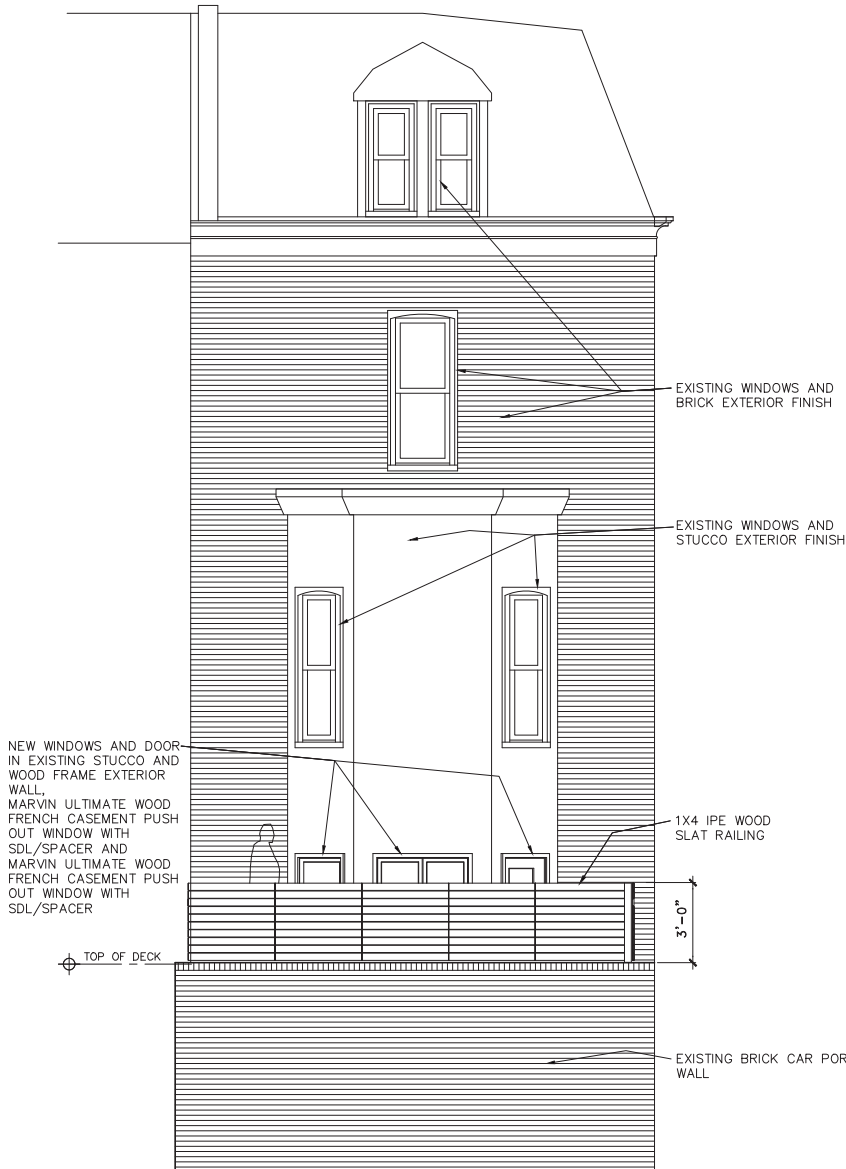 EXISTING WINDOWS AND
BRICK EXTERIOR FINISH
EXISTING WINDOWS AND
STUCCO EXTERIOR FINISH
NEW WINDOWS AND DOOR
IN EXISTING STUCCO AND
WOOD FRAME EXTERIOR
WALL,
MARVIN ULTIMATE WOOD
FRENCH CASEMENT PUSH
OUT WINDOW WITH
SDL/SPACER AND
MARVIN ULTIMATE WOOD
FRENCH CASEMENT PUSH
OUT WINDOW WITH
SDL/SPACER
1X4 IPE WOOD
SLAT RAILING
3'-0"
TOP OF DECK
EXISTING BRICK CAR POR
WALL